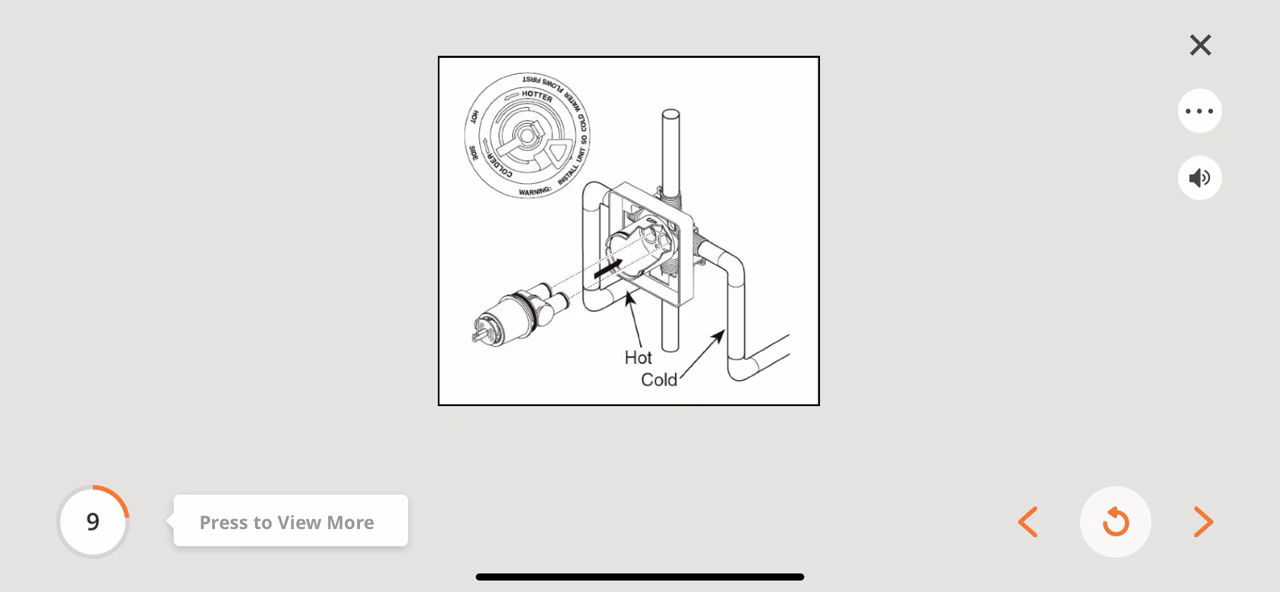 WARNING: INSTALL UNIT SO COLD WATER FLOWS FIRST
HOT
SIDE
HOTTER
COLDER
Hot
Cold
9
Press to View More